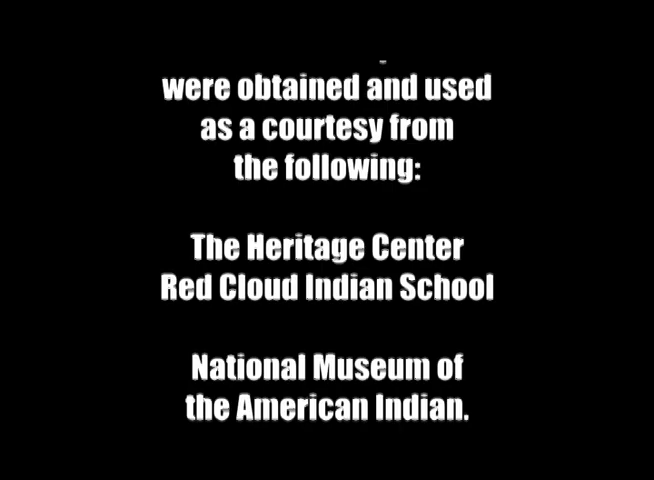 were obtained and used
as a courtesy from
the following:
The Heritage Center
Red Cloud Indian School
National Museum of
the American Indian.